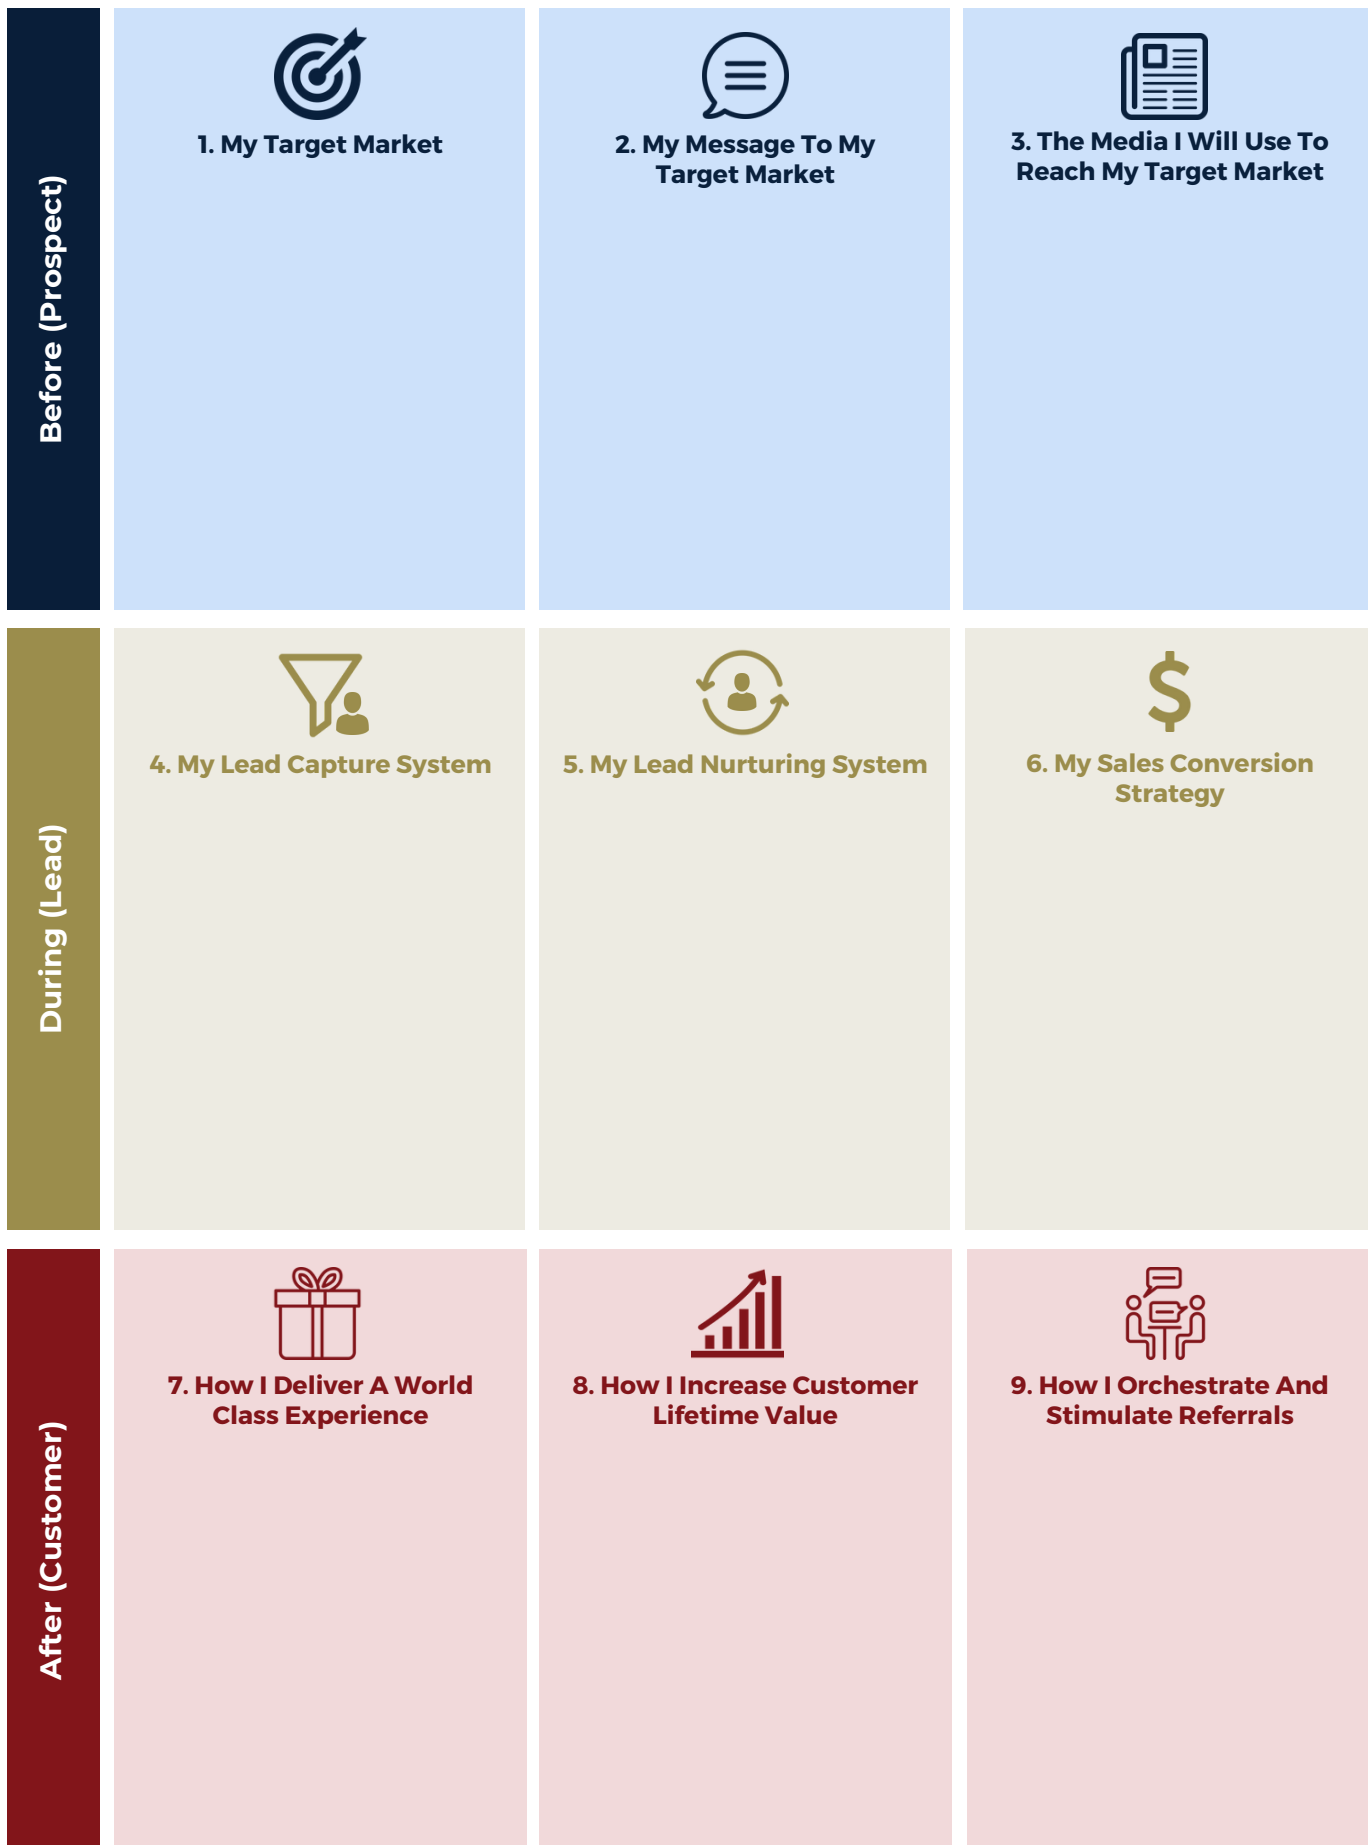 Before (Prospect)
1. My Target Market
2. My Message To My
Target Market
3. The Media I Will Use To
Reach My Target Market
During (Lead)
4. My Lead Capture System
5. My Lead Nurturing System
6. My Sales Conversion
Strategy
After (Customer)
7. How I Deliver A World
Class Experience
8. How I Increase Customer
Lifetime Value
9. How I Orchestrate And
Stimulate Referrals